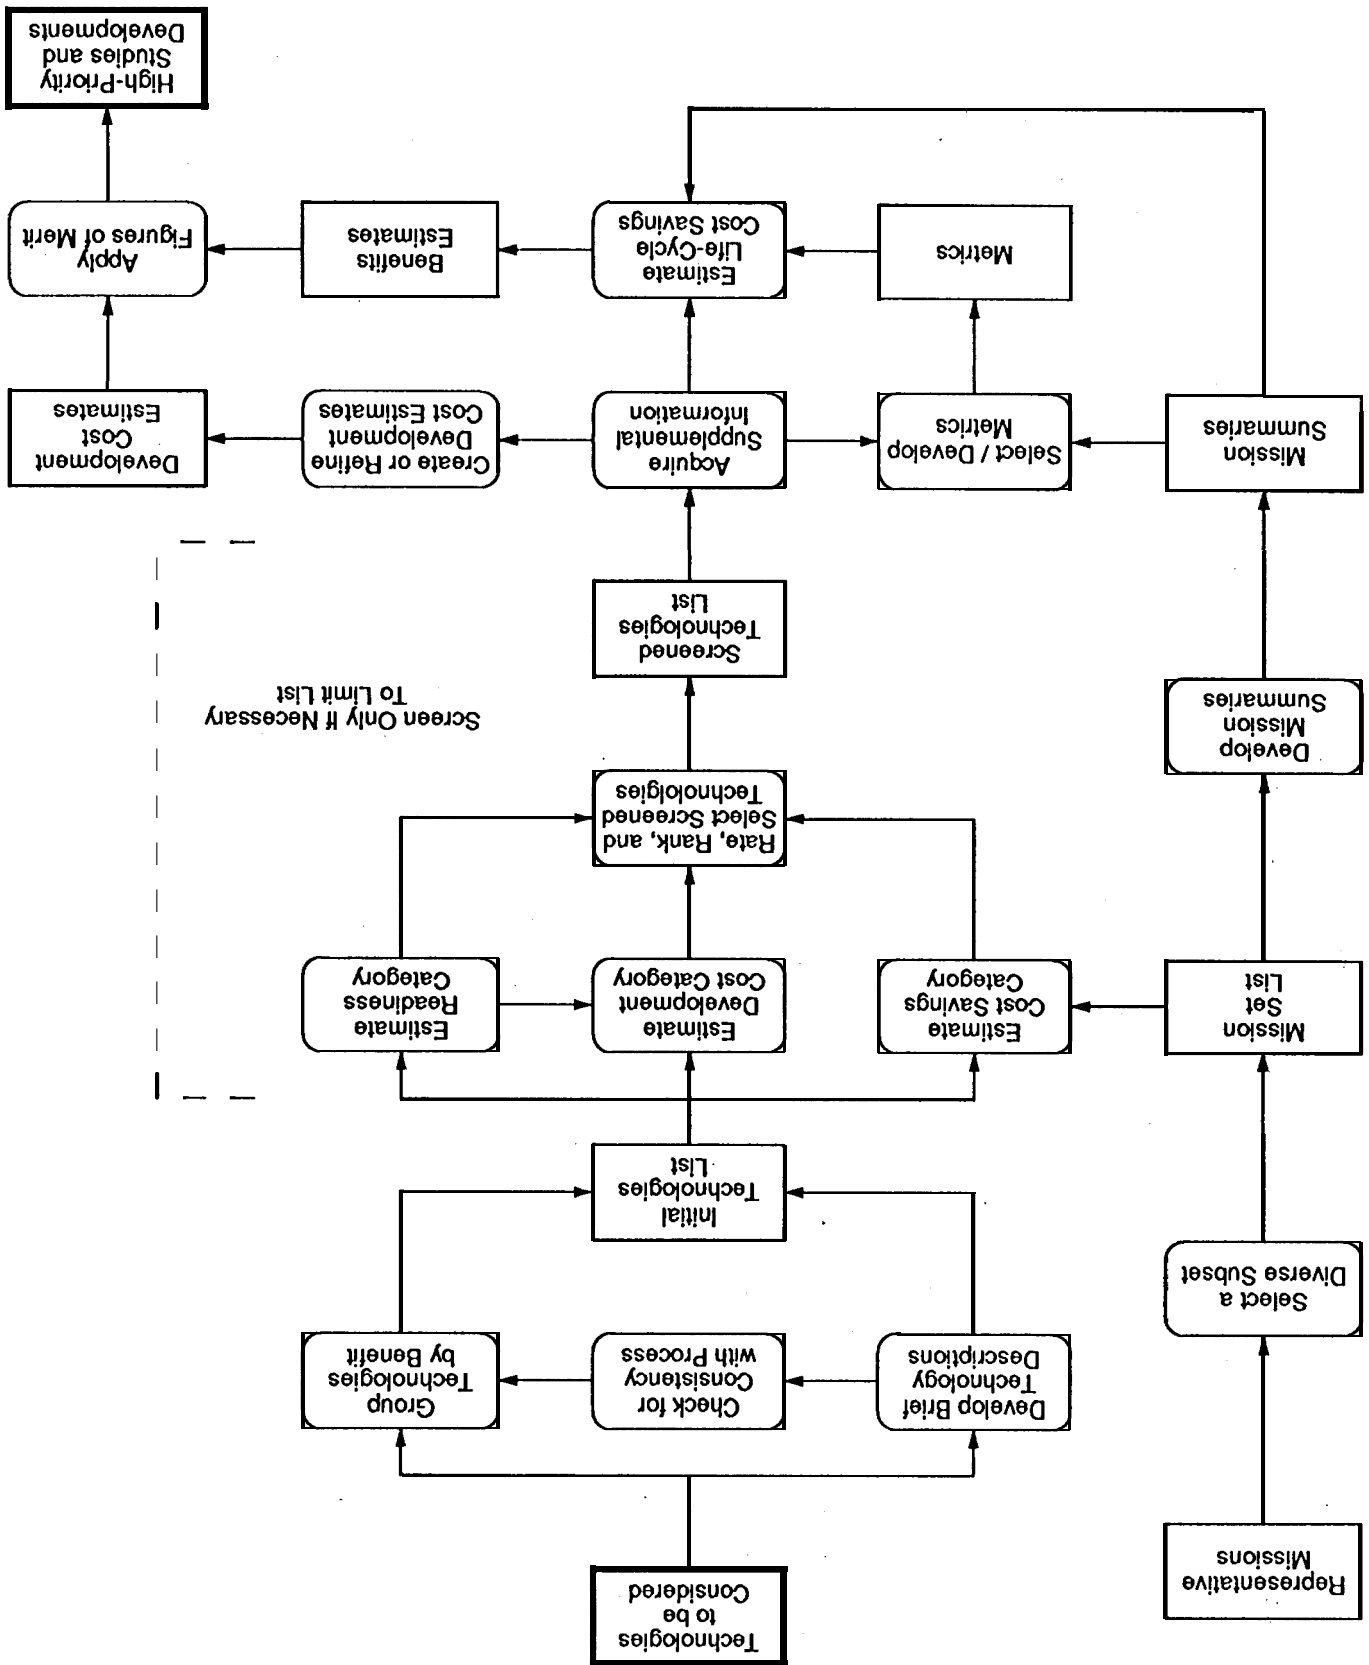 Technologies
to be
Considered
Representative
Missions
Develop Brief
Technology
Descriptions
Check for
Consistency
with Process
Group
Technologies
by Benefit
Select a
Diverse Subset
Initial
Technologies
List
Mission
Set
List
Estimate
Cost Savings
Category
Estimate
Development
Cost Category
Estimate
Readiness
Category
Rate, Rank, and
Select Screened
Technololgies
Develop
Mission
Summaries
Screen Only If Necessary
To Limit List
Screened
Technologies
List
Mission
Summaries
Select / Develop
Metrics
Acquire
Supplemental
Information
Create or Refine
Development
Cost Estimates
Development
Cost
Estimates
Metrics
Estimate
Life-Cycle
Cost Savings
Benefits
Estimates
Apply
Figures of Merit
High-Priority
Studies and
Developments